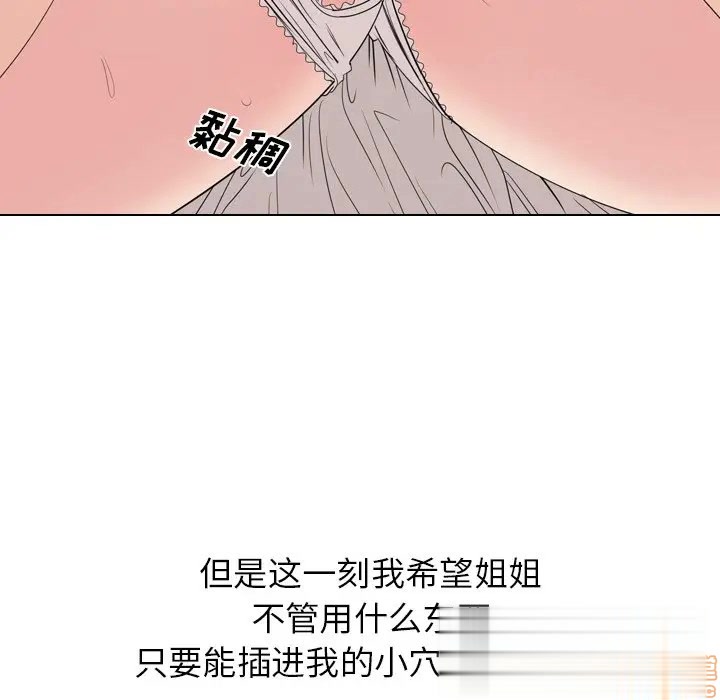 黏稠
但是这一刻我希望姐姐
不管用什么东
只要能插进我的小穴